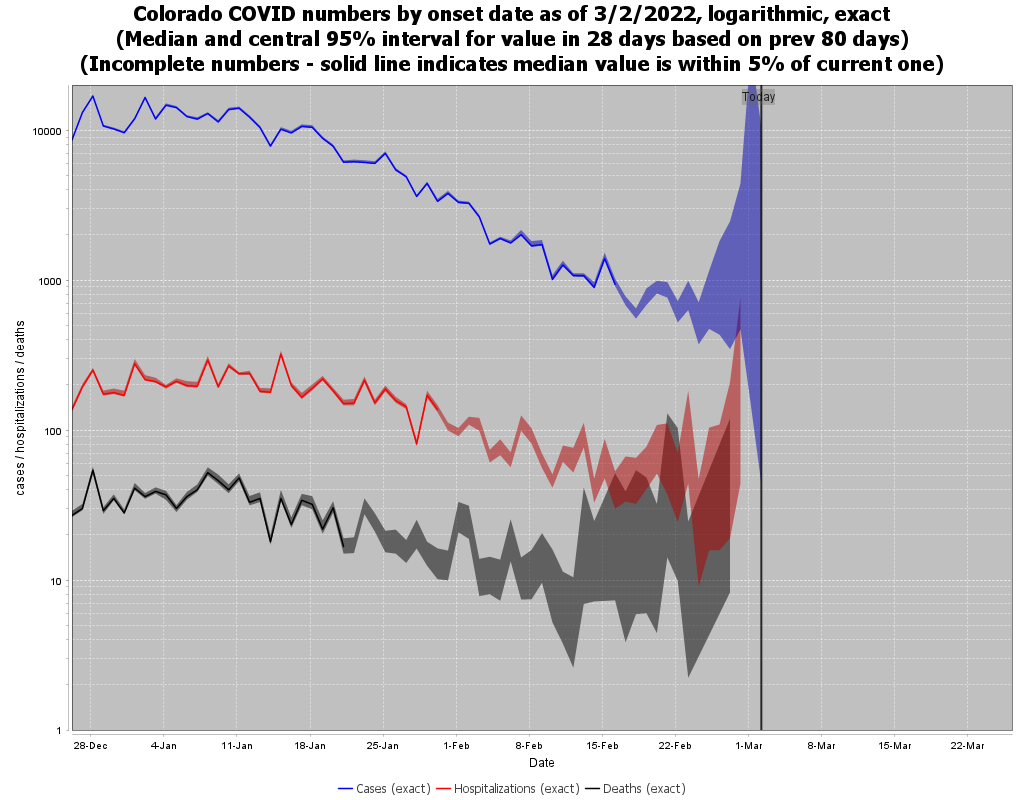 Colorado COVID numbers by onset date as of 3/2/2022, logarithmic, exact
(Median and central 95% interval for value in 28 days based on prev 80 days)
(Incomplete numbers - solid line indicates median value is within 5% of current one)
Today
10000
1000
100
10
1
cases / hospitalizations / deaths
28-Dec 4-Jan 11-Jan 18-Jan 25-Jan 1-Feb 8-Feb 15-Feb 22-Feb 1-Mar 8-Mar 15-Mar 22-Mar
Date
Cases (exact) Hospitalizations (exact) Deaths (exact)